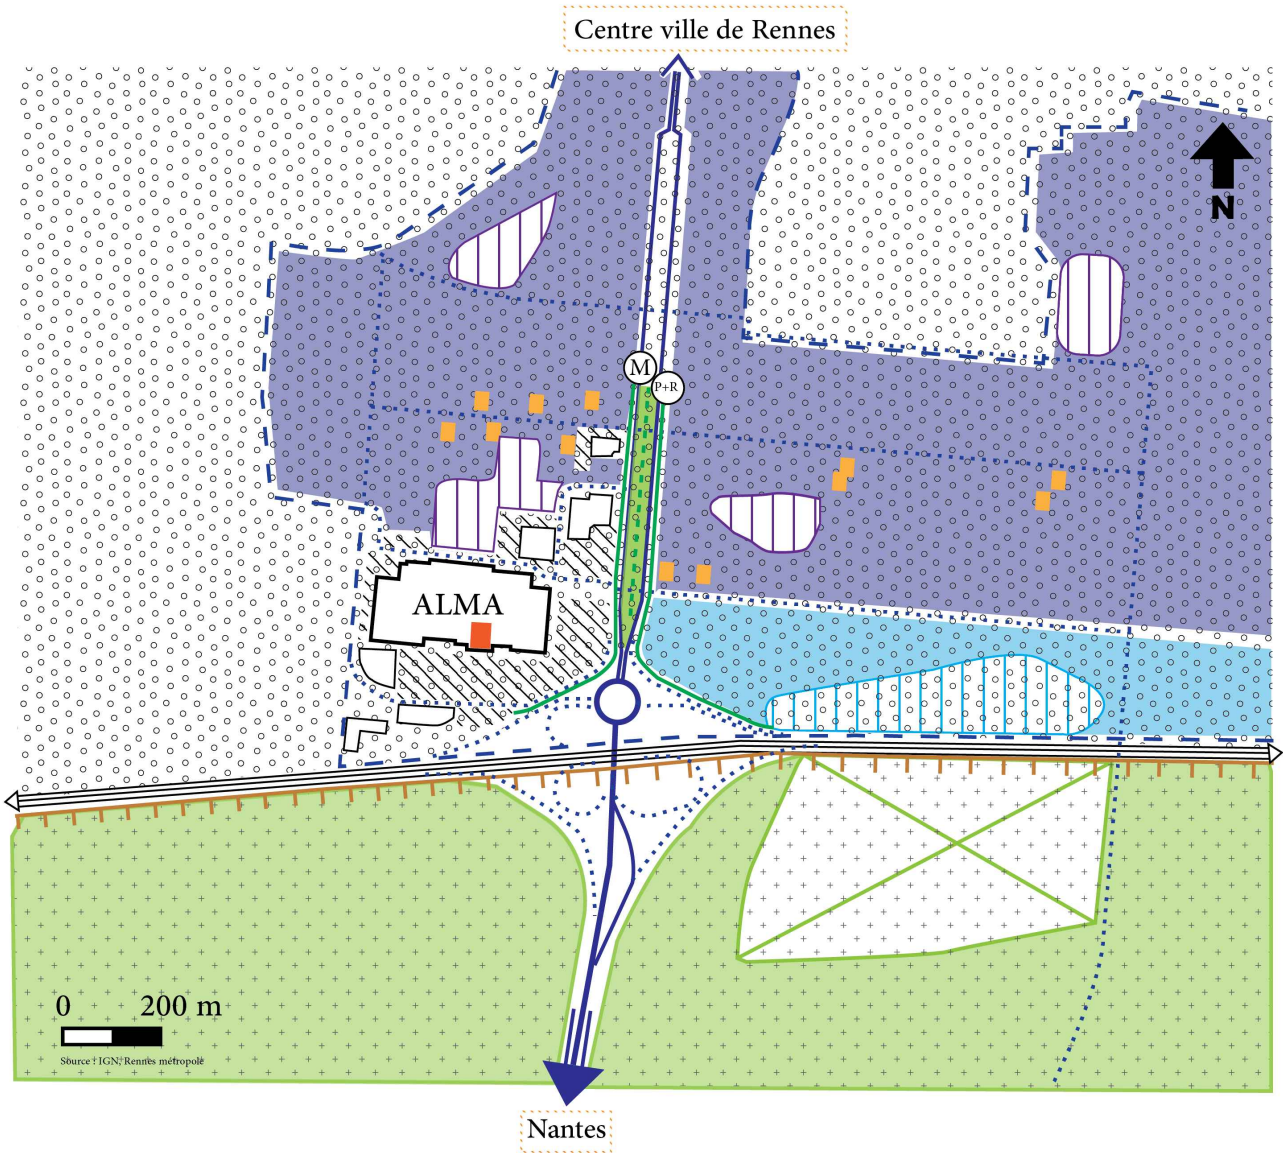 Centre ville de Rennes
N
M
P+R
ALMA
0 200 m
Source : IGN, Rennes métropole
Nantes